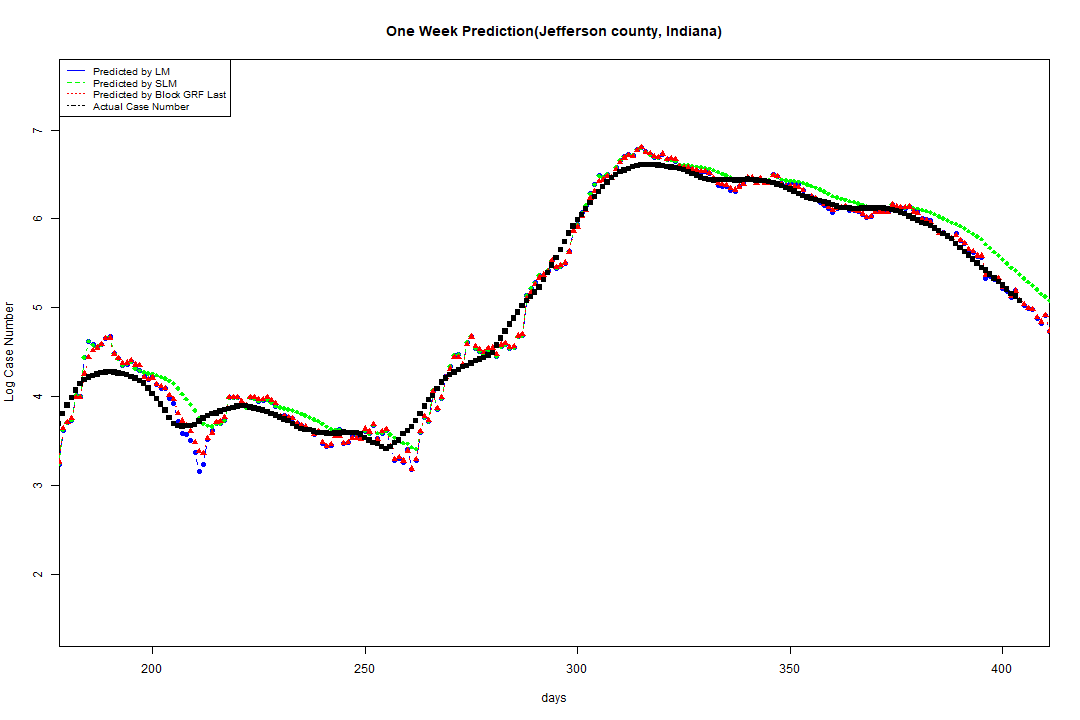 One Week Prediction(Jefferson county, Indiana)
Predicted by LM
Predicted by SLM
Predicted by Block GRF Last
Actual Case Number
7
6
5
4
3
2
Log Case Number
200 250 300 350 400
days